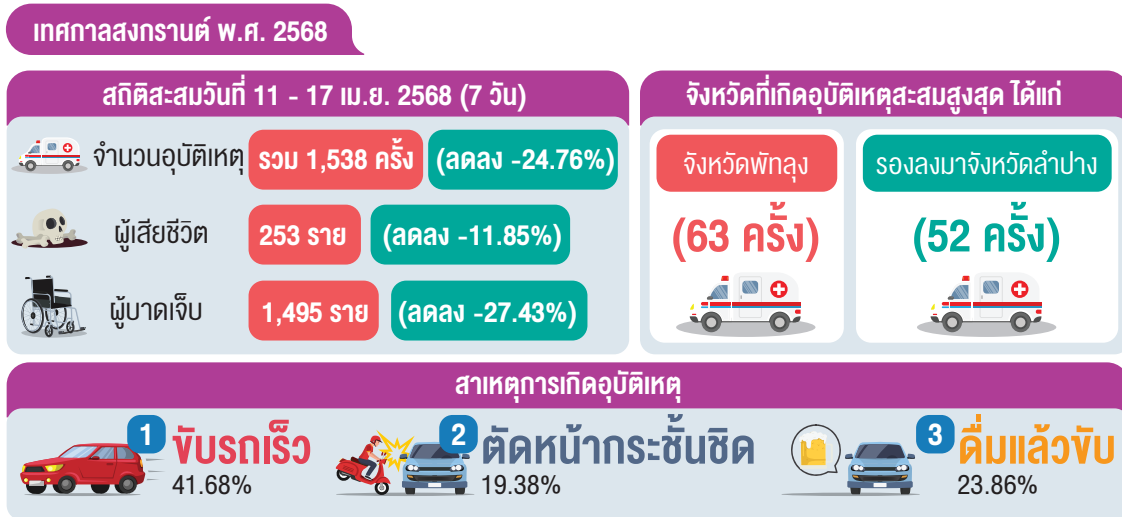 เทศกาลสงกรานต์ พ.ศ. 2568
สถิติสะสมวันที่ 11 - 17 เม.ย. 2568 (7 วัน)
จำนวนอุบัติเหตุ รวม 1,538 ครั้ง (ลดลง -24.76%)
ผู้เสียชีวิต 253 ราย (ลดลง -11.85%)
ผู้บาดเจ็บ 1,495 ราย (ลดลง -27.43%)
จังหวัดที่เกิดอุบัติเหตุสะสมสูงสุด ได้แก่
จังหวัดพัทลุง
(63 ครั้ง)
รองลงมาจังหวัดลำปาง
(52 ครั้ง)
สาเหตุการเกิดอุบัติเหตุ
1 ขับรถเร็ว
41.68%
2 ตัดหน้ากระชั้นชิด
19.38%
3 ดื่มแล้วขับ
23.86%